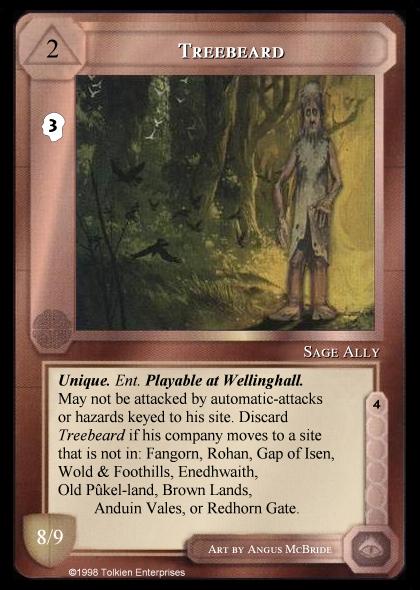 2
TREEBEARD
3
SAGE ALLY
Unique. Ent. Playable at Wellinghall.
May not be attacked by automatic-attacks
or hazards keyed to his site. Discard
Treebeard if his company moves to a site
that is not in: Fangorn, Rohan, Gap of Isen,
Wold & Foothills, Enedhwaith,
Old Pûkel-land, Brown Lands,
Anduin Vales, or Redhorn Gate.
4
8/9
ART BY ANGUS MCBRIDE
©1998 Tolkien Enterprises